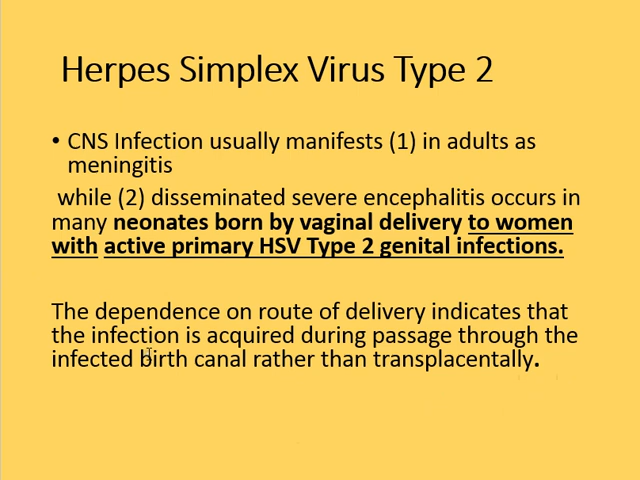 Herpes Simplex Virus Type 2
• CNS Infection usually manifests (1) in adults as
meningitis
while (2) disseminated severe encephalitis occurs in
many neonates born by vaginal delivery to women
with active primary HSV Type 2 genital infections.
The dependence on route of delivery indicates that
the infection is acquired during passage through the
infected birth canal rather than transplacentally.